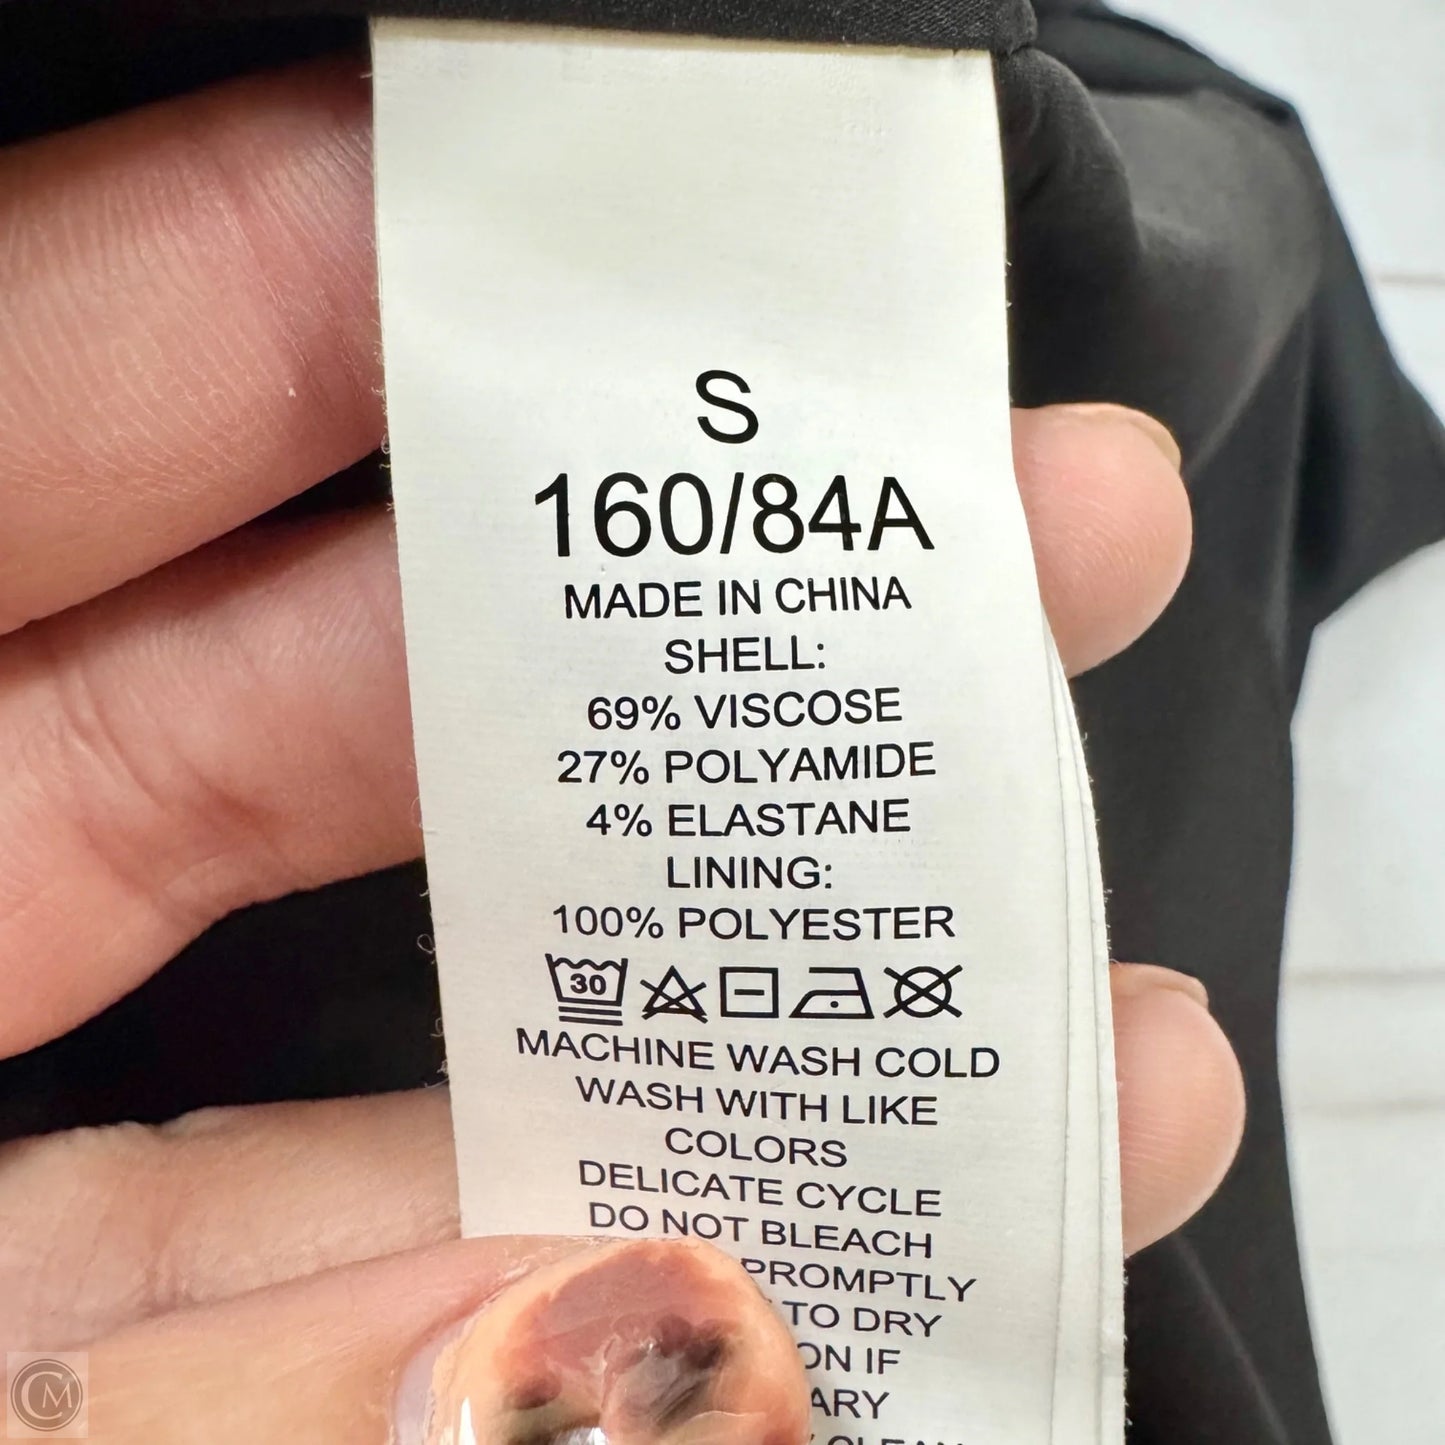 S
160/84A
MADE IN CHINA
SHELL:
69% VISCOSE
27% POLYAMIDE
4% ELASTANE
LINING:
100% POLYESTER
30
MACHINE WASH COLD
WASH WITH LIKE
COLORS
DELICATE CYCLE
DO NOT BLEACH
PROMPTLY
TO DRY
ON IF
ARY
CM